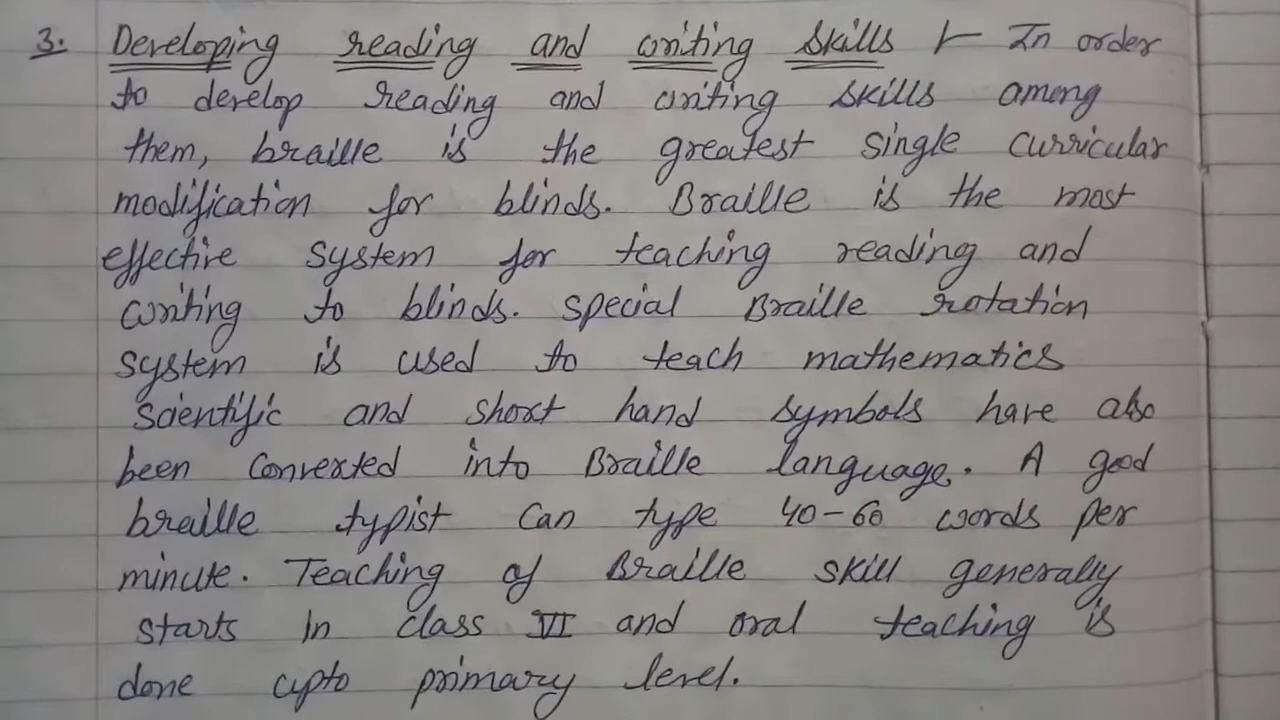 3. Developing reading and writing skills :- In order
to develop reading and writing skills among
them, braille is the greatest single curricular
modification for blinds. Braille is the most
effective system for teaching reading and
writing to blinds. special Braille rotation
system is used to teach mathematics
scientific and short hand symbols have also
been converted into Braille language. A good
braille typist can type 40-60 words per
minute. Teaching of Braille skill generally
starts in class VI and oral teaching is
done upto primary level.